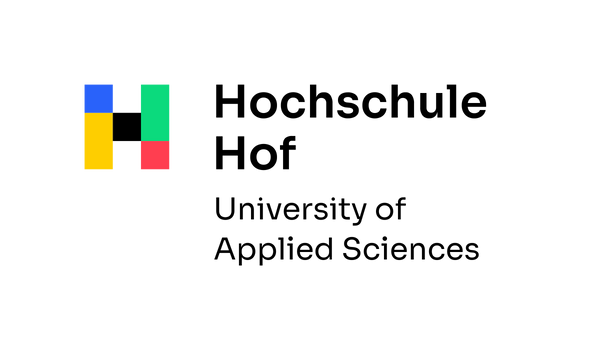 Hochschule
Hof
University of
Applied Sciences